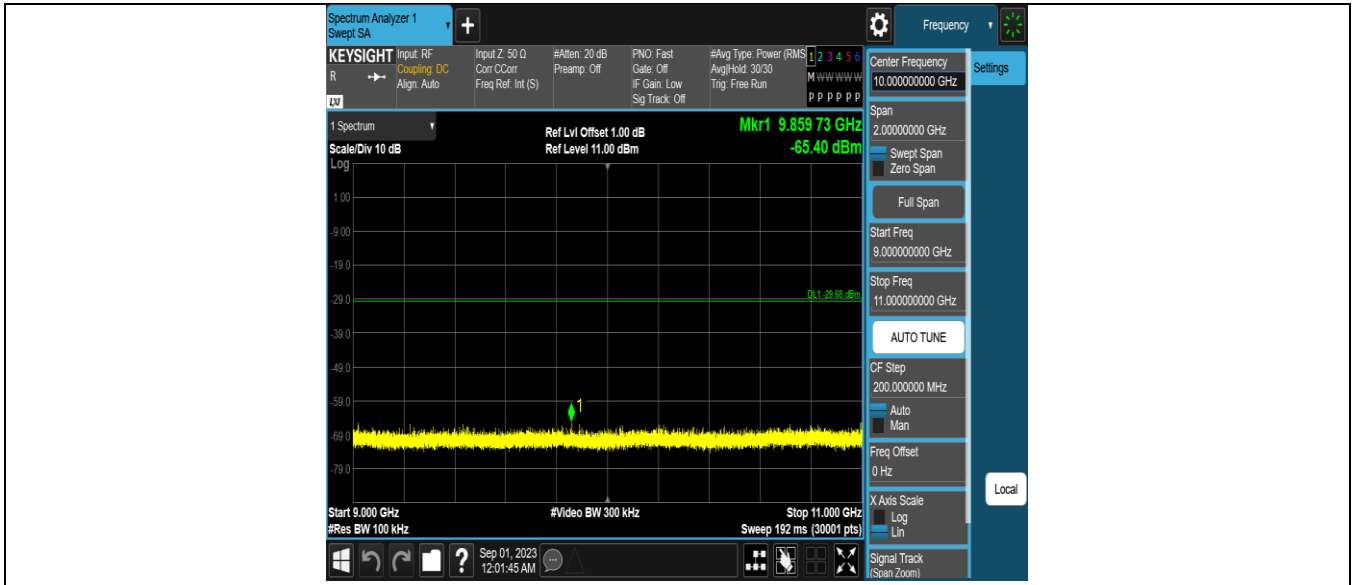 Spectrum Analyzer 1
Swept SA
Frequency
KEYSIGHT
R
LXI
Input: RF
Coupling: DC
Align: Auto
Input Z: 50 Ω
Corr CCorr
Freq Ref: Int (S)
#Atten: 20 dB
Preamp: Off
PNO: Fast
Gate: Off
IF Gain: Low
Sig Track: Off
#Avg Type: Power (RMS
Avg|Hold: 30/30
Trig: Free Run
1 2 3 4 5 6
M W W W W W
P P P P P P
1 Spectrum
Scale/Div 10 dB
Log
Ref Lvl Offset 1.00 dB
Ref Level 11.00 dBm
Mkr1 9.859 73 GHz
-65.40 dBm
1.00
-9.00
-19.0
-29.0
DL1 -29.68 dBm
-39.0
-49.0
-59.0
1
-69.0
-79.0
Start 9.000 GHz
#Video BW 300 kHz
Stop 11.000 GHz
#Res BW 100 kHz
Sweep 192 ms (30001 pts)
?
Sep 01, 2023
12:01:45 AM
Center Frequency
10.000000000 GHz
Settings
Span
2.00000000 GHz
Swept Span
Zero Span
Full Span
Start Freq
9.000000000 GHz
Stop Freq
11.000000000 GHz
AUTO TUNE
CF Step
200.000000 MHz
Auto
Man
Freq Offset
0 Hz
X Axis Scale
Log
Lin
Local
Signal Track
(Span Zoom)